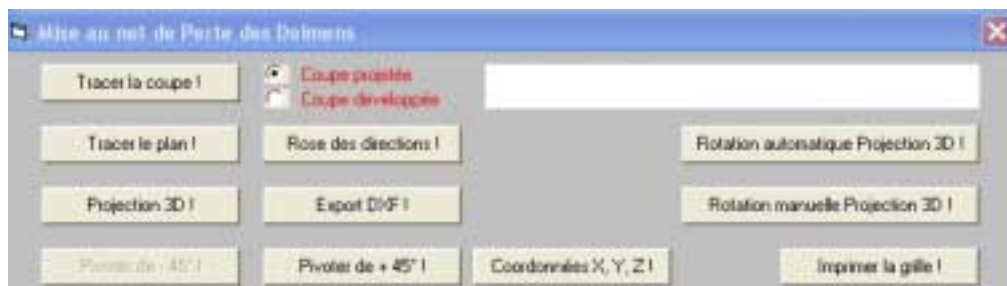 Mise au net de Perte des Dolmens
Tracer la coupe !
Coupe projetée
Coupe developpée
Tracer le plan !
Rose des directions !
Rotation automatique Projection 3D !
Projection 3D !
Export DXF !
Rotation manuelle Projection 3D !
Pivoter de - 45° !
Pivoter de + 45° !
Coordonnées X, Y, Z !
Imprimer la grille !